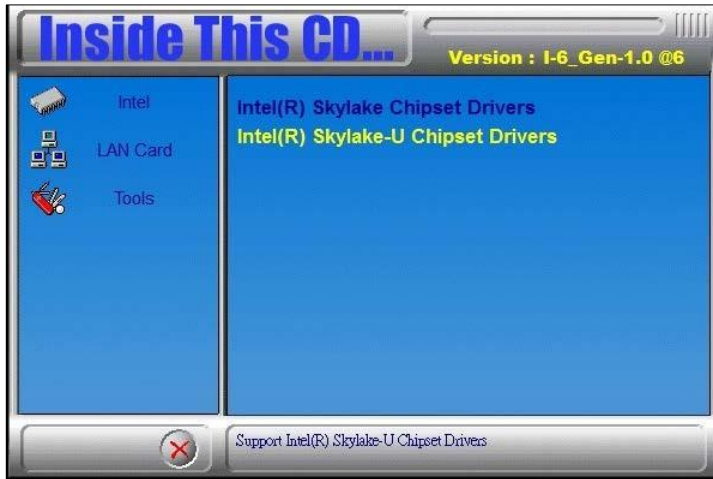 Inside This CD...
Version : I-6_Gen-1.0 @6
Intel
LAN Card
Tools
Intel(R) Skylake Chipset Drivers
Intel(R) Skylake-U Chipset Drivers
Support Intel(R) Skylake-U Chipset Drivers